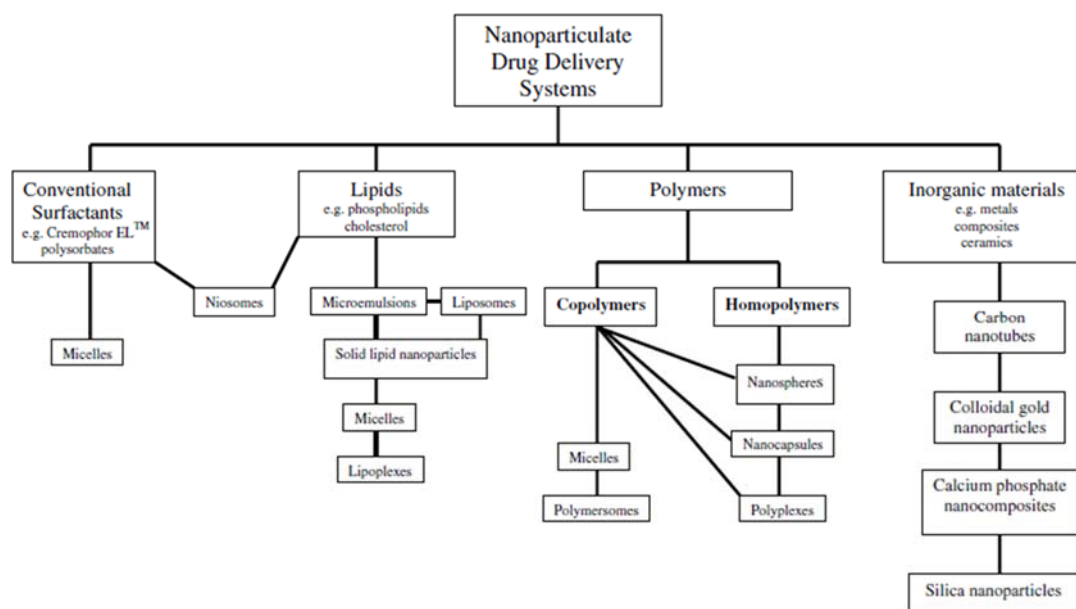 Nanoparticulate
Drug Delivery
Systems
Conventional
Surfactants
e.g. Cremophor EL™
polysorbates
Lipids
e.g. phospholipids
cholesterol
Polymers
Inorganic materials
e.g. metals
composites
ceramics
Niosomes
Microemulsions
Liposomes
Copolymers
Homopolymers
Micelles
Solid lipid nanoparticles
Carbon
nanotubes
Nanospheres
Micelles
Colloidal gold
nanoparticles
Nanocapsules
Lipoplexes
Micelles
Calcium phosphate
nanocomposites
Polymersomes
Polyplexes
Silica nanoparticles